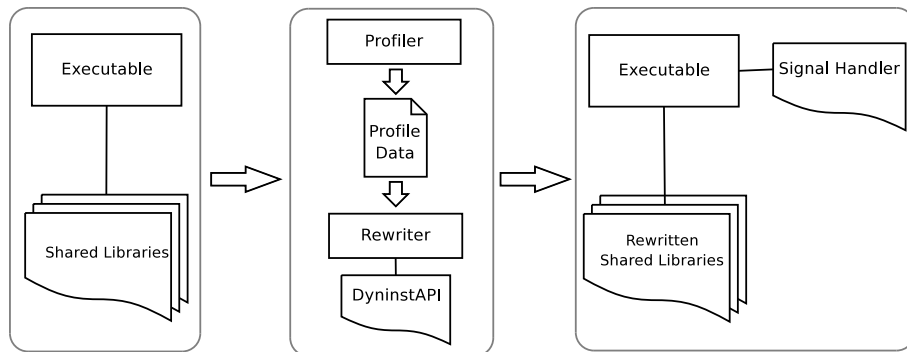 Executable
Shared Libraries
Profiler
Profile
Data
Rewriter
DyninstAPI
Executable
Signal Handler
Rewritten
Shared Libraries